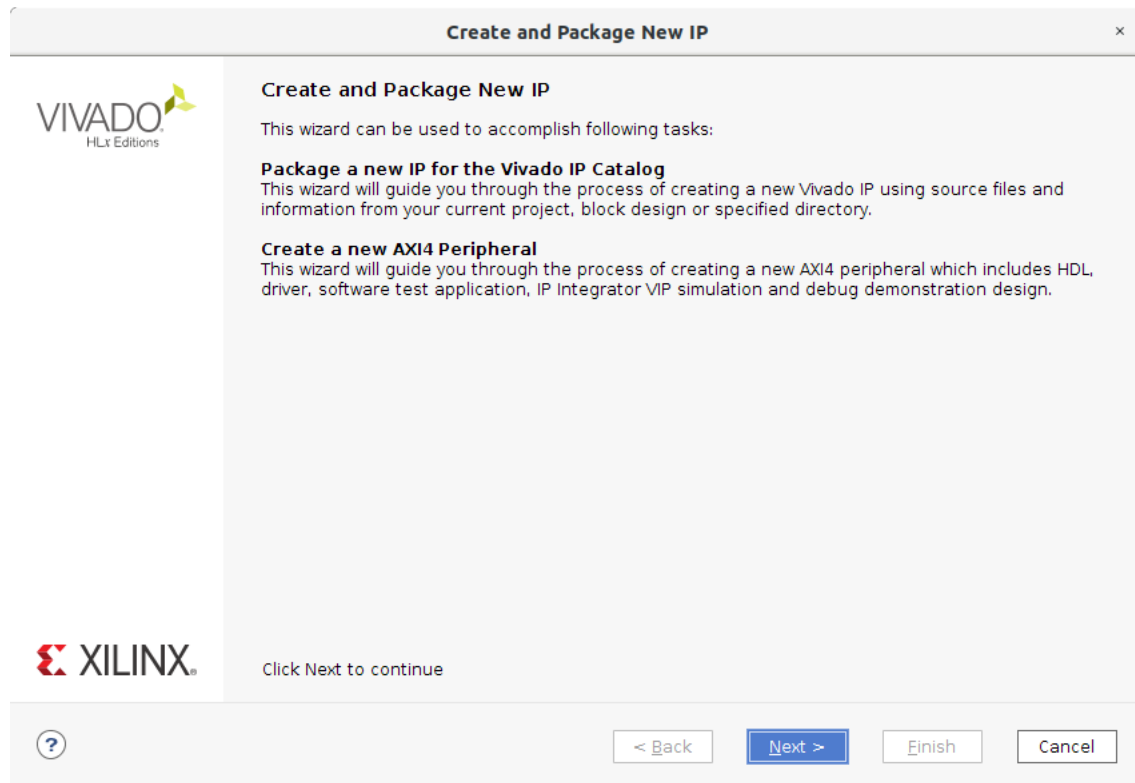 Create and Package New IP
×
VIVADO.
HLx Editions
Create and Package New IP
This wizard can be used to accomplish following tasks:
Package a new IP for the Vivado IP Catalog
This wizard will guide you through the process of creating a new Vivado IP using source files and
information from your current project, block design or specified directory.
Create a new AXI4 Peripheral
This wizard will guide you through the process of creating a new AXI4 peripheral which includes HDL,
driver, software test application, IP Integrator VIP simulation and debug demonstration design.
XILINX®
Click Next to continue
?
< Back
Next >
Finish
Cancel